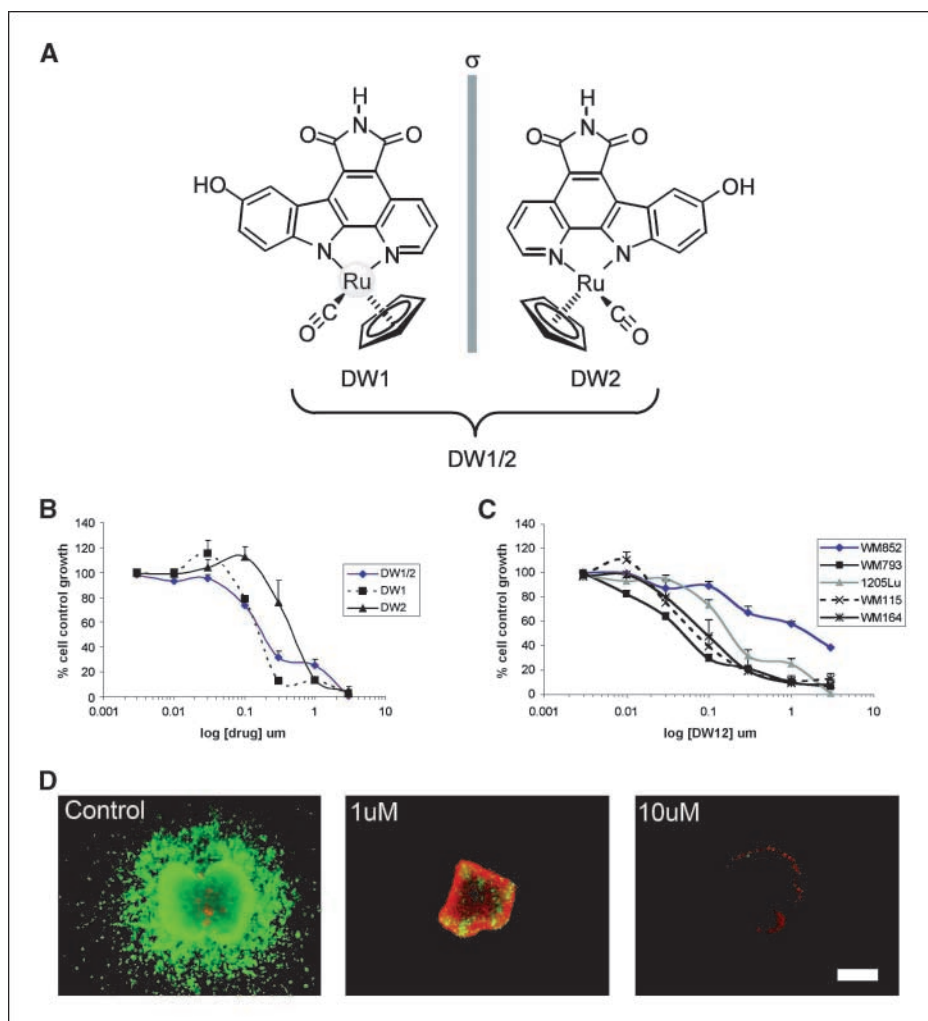 A
σ
H
N
O
O
HO
N
N
Ru
C
O
DW1
H
N
O
O
OH
N
N
Ru
C
O
DW2
DW1/2
B
140
120
100
80
60
40
20
0
% cell control growth
0.001
0.01
0.1
1
10
log [drug] um
DW1/2
DW1
DW2
C
140
120
100
80
60
40
20
0
% cell control growth
0.001
0.01
0.1
1
10
log [DW12] um
WM852
WM793
1205Lu
WM115
WM164
D
Control
1uM
10uM